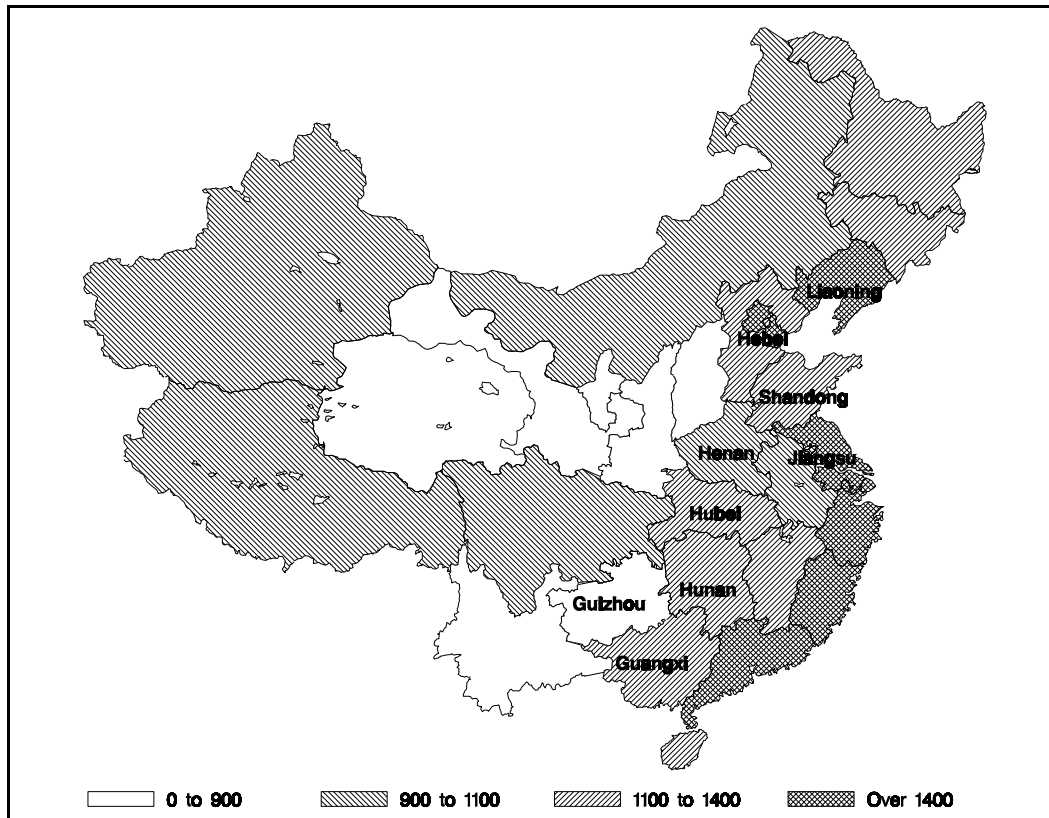 Liaoning
Hebei
Shandong
Henan
Jiangsu
Hubei
Hunan
Guizhou
Guangxi
0 to 900
900 to 1100
1100 to 1400
Over 1400